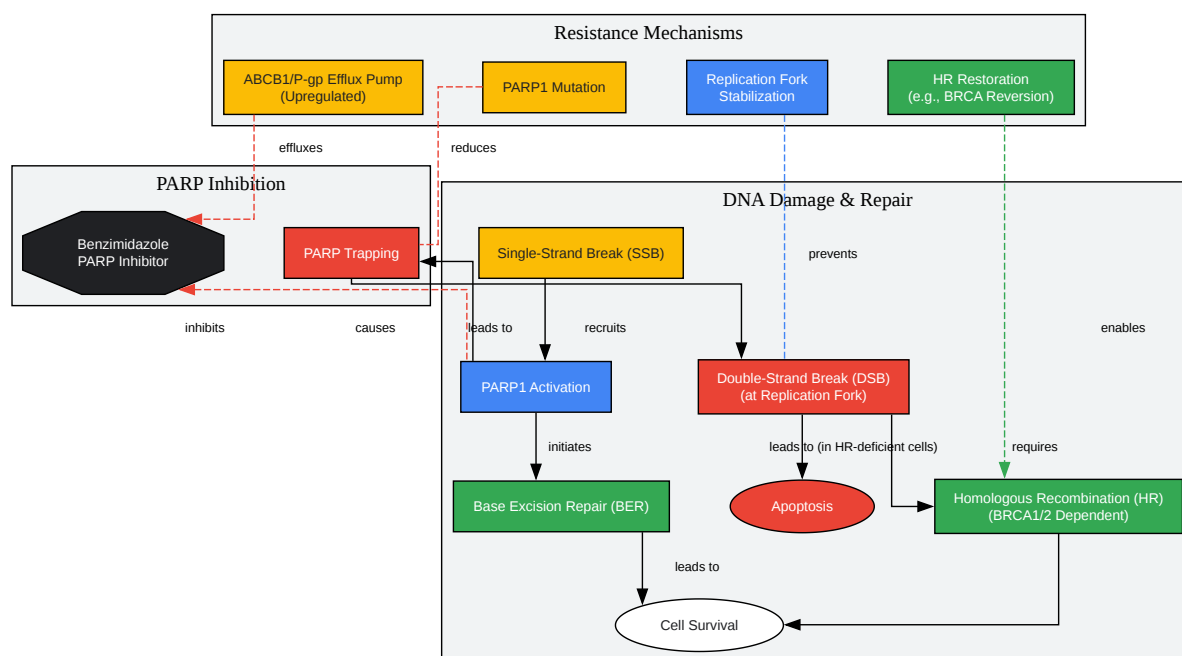 Resistance Mechanisms
ABCB1/P-gp Efflux Pump
(Upregulated)
PARP1 Mutation
Replication Fork
Stabilization
HR Restoration
(e.g., BRCA Reversion)
effluxes
reduces
PARP Inhibition
DNA Damage & Repair
Benzimidazole
PARP Inhibitor
PARP Trapping
Single-Strand Break (SSB)
prevents
inhibits
causes
leads to
recruits
enables
PARP1 Activation
Double-Strand Break (DSB)
(at Replication Fork)
initiates
leads to (in HR-deficient cells)
requires
Base Excision Repair (BER)
Apoptosis
Homologous Recombination (HR)
(BRCA1/2 Dependent)
leads to
Cell Survival